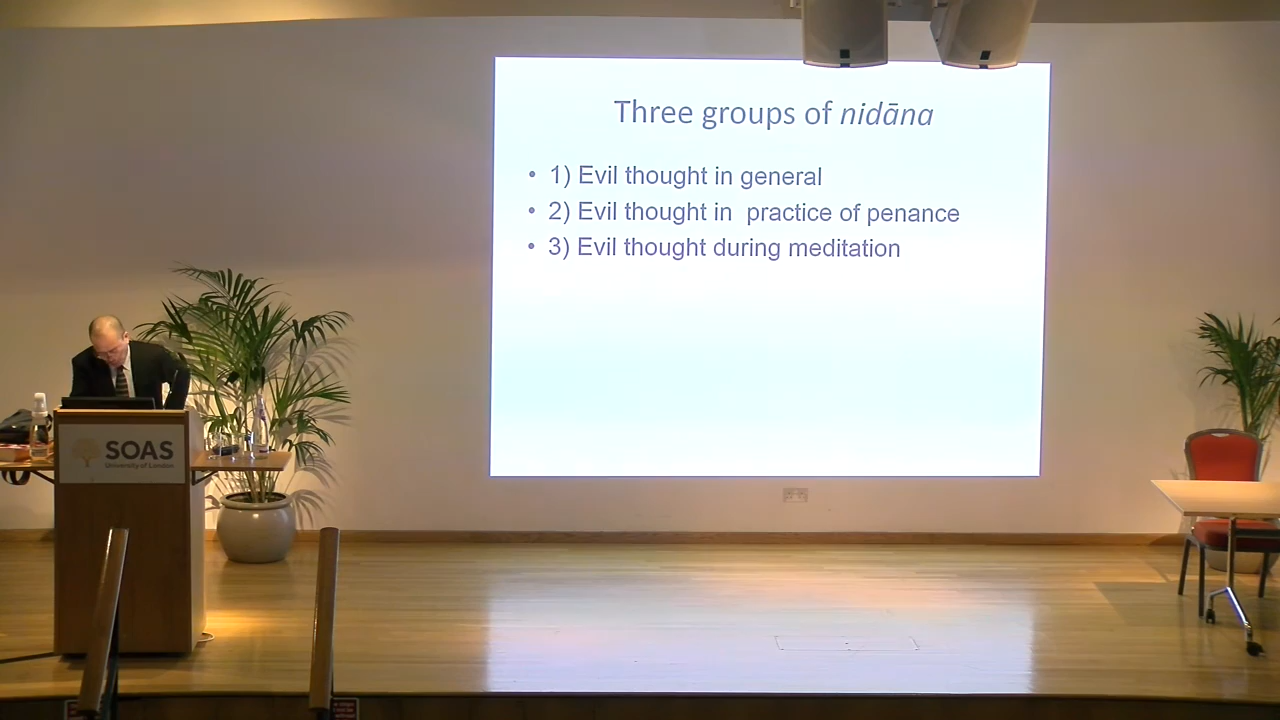 Three groups of nidāna
• 1) Evil thought in general
• 2) Evil thought in  practice of penance
• 3) Evil thought during meditation
SOAS
University of London